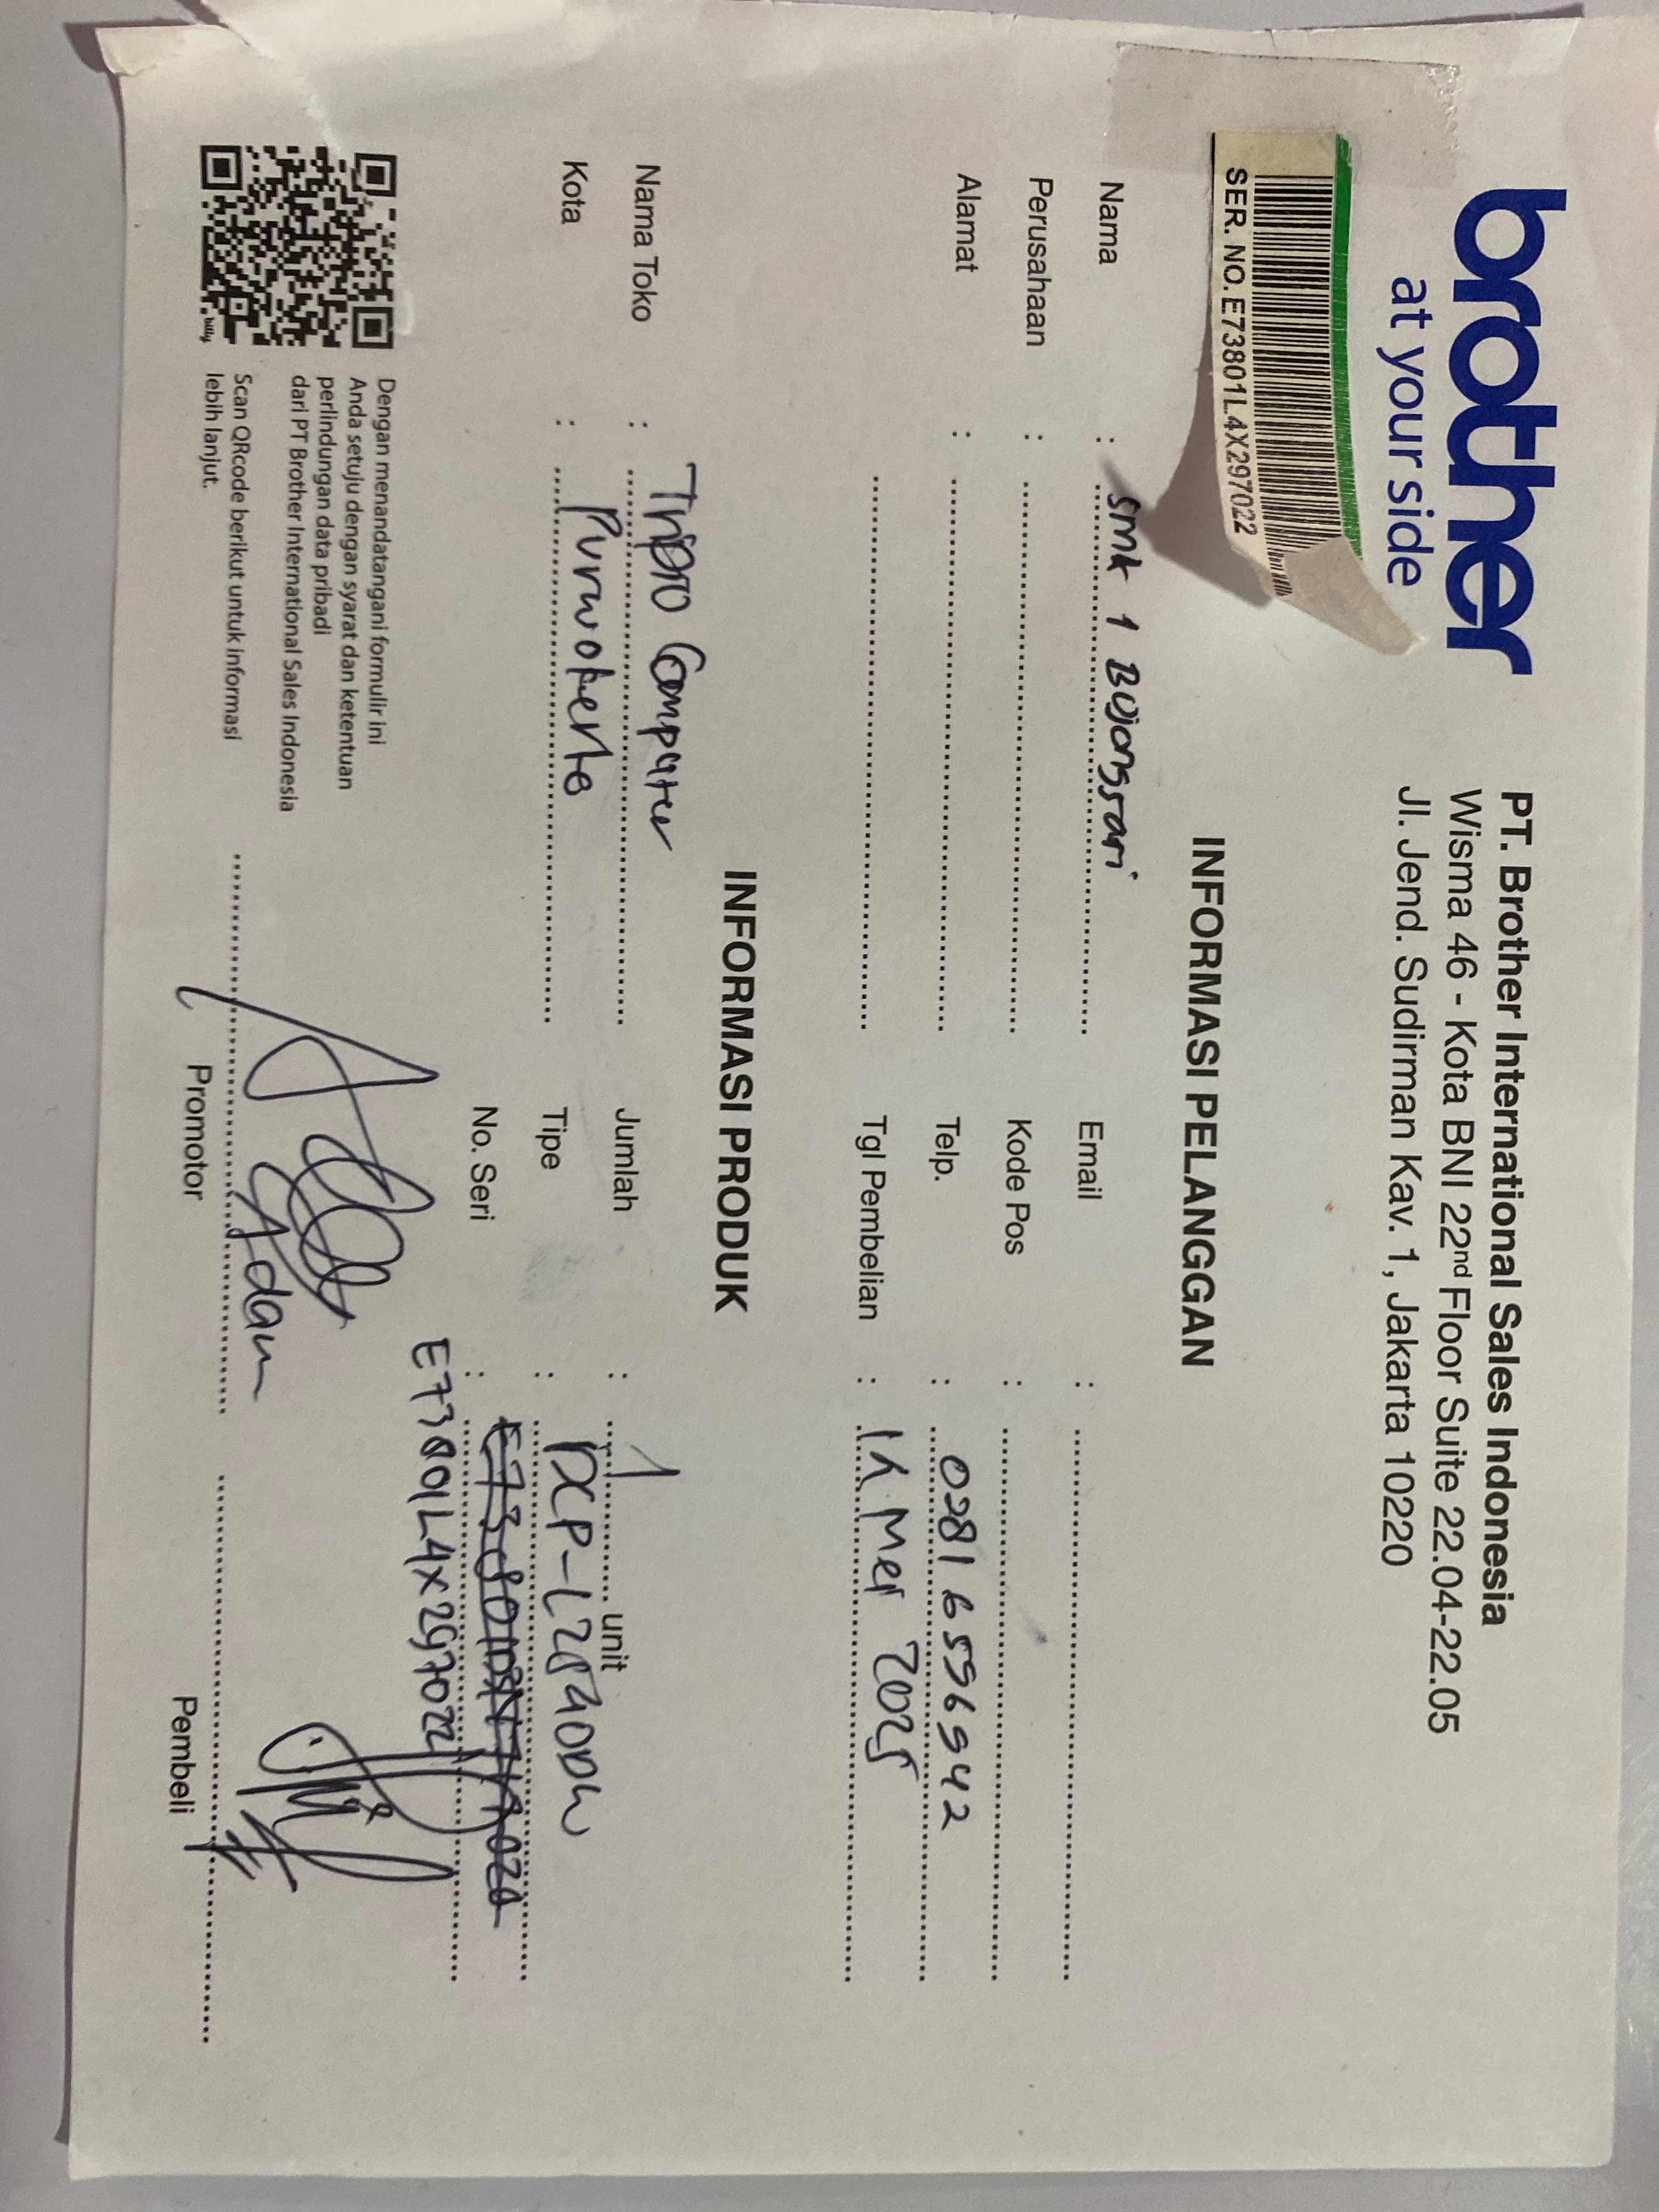 brother
at your side
PT. Brother International Sales Indonesia
Wisma 46 - Kota BNI 22nd Floor Suite 22.04-22.05
Jl. Jend. Sudirman Kav. 1, Jakarta 10220
SER. NO. E73801L4X297022
INFORMASI PELANGGAN
Nama : SMK 1 Bojongsari
Email :
Perusahaan :
Kode Pos :
Alamat :
Telp. : 0281 6596942
Tgl Pembelian : Mei 2025
INFORMASI PRODUK
Nama Toko : Computer
Jumlah : 1 unit
Kota : Purwokerto
Tipe : DCP-L2540DW
No. Seri :
E73801L4X297022
Dengan menandatangani formulir ini
Anda setuju dengan syarat dan ketentuan
perlindungan data pribadi
dari PT Brother International Sales Indonesia
Scan QRcode berikut untuk informasi
lebih lanjut.
Adam
Promotor
Pembeli